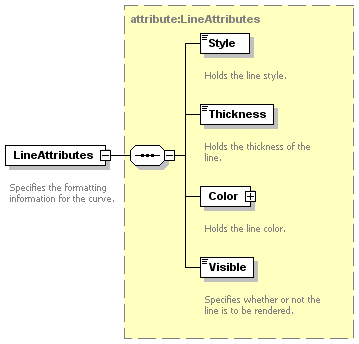 attribute:LineAttributes
Style
Holds the line style.
Thickness
Holds the thickness of the
line.
LineAttributes
Specifies the formatting
information for the curve.
Color
Holds the line color.
Visible
Specifies whether or not the
line is to be rendered.